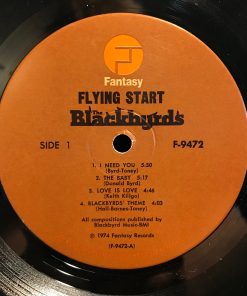 Fantasy
FLYING START
Blackbyrds
SIDE 1 F-9472
1. I NEED YOU 5:50
(Byrd-Toney)
2. THE BABY 5:17
(Donald Byrd)
3. LOVE IS LOVE 4:46
(Keith Killgo)
4. BLACKBYRDS' THEME 4:03
(Hall-Barnes-Toney)
All compositions published by
Blackbyrd Music-BMI
℗ 1974 Fantasy Records
(F-9472-A)